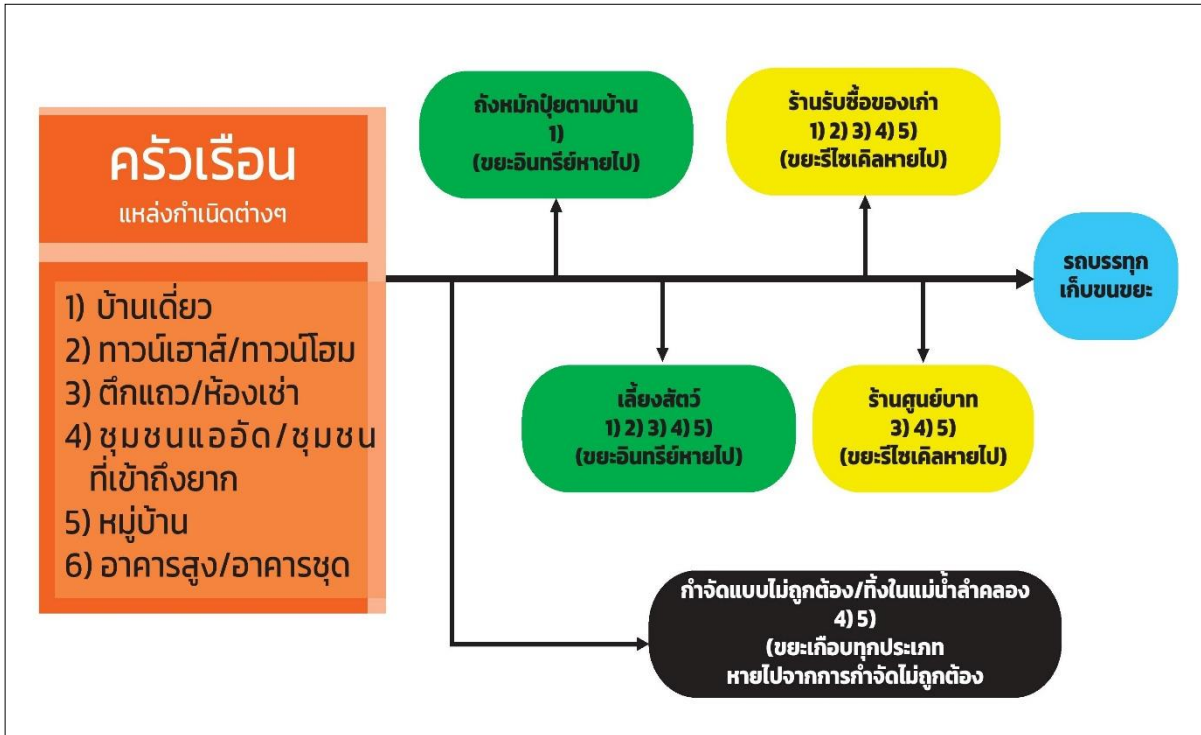 ครัวเรือน
แหล่งกำเนิดต่างๆ
1) บ้านเดี่ยว
2) ทาวน์เฮาส์/ทาวน์โฮม
3) ตึกแถว/ห้องเช่า
4) ชุมชนแออัด/ชุมชน
ที่เข้าถึงยาก
5) หมู่บ้าน
6) อาคารสูง/อาคารชุด
ถังหมักปุ๋ยตามบ้าน
1)
(ขยะอินทรีย์หายไป)
ร้านรับซื้อของเก่า
1) 2) 3) 4) 5)
(ขยะรีไซเคิลหายไป)
รถบรรทุก
เก็บขนขยะ
เลี้ยงสัตว์
1) 2) 3) 4) 5)
(ขยะอินทรีย์หายไป)
ร้านศูนย์บาท
3) 4) 5)
(ขยะรีไซเคิลหายไป)
กำจัดแบบไม่ถูกต้อง/ทิ้งในแม่น้ำลำคลอง
4) 5)
(ขยะเกือบทุกประเภท
หายไปจากการกำจัดไม่ถูกต้อง